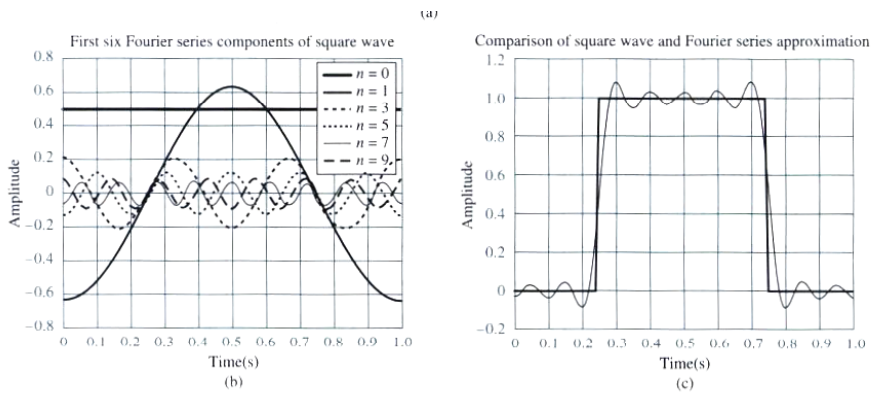 (a)
First six Fourier series components of square wave
0.8
0.6
0.4
0.2
0
−0.2
−0.4
−0.6
−0.8
Amplitude
n = 0
n = 1
n = 3
n = 5
n = 7
n = 9
0 0.1 0.2 0.3 0.4 0.5 0.6 0.7 0.8 0.9 1.0
Time(s)
(b)
Comparison of square wave and Fourier series approximation
1.2
1.0
0.8
0.6
0.4
0.2
0
−0.2
Amplitude
0 0.1 0.2 0.3 0.4 0.5 0.6 0.7 0.8 0.9 1.0
Time(s)
(c)